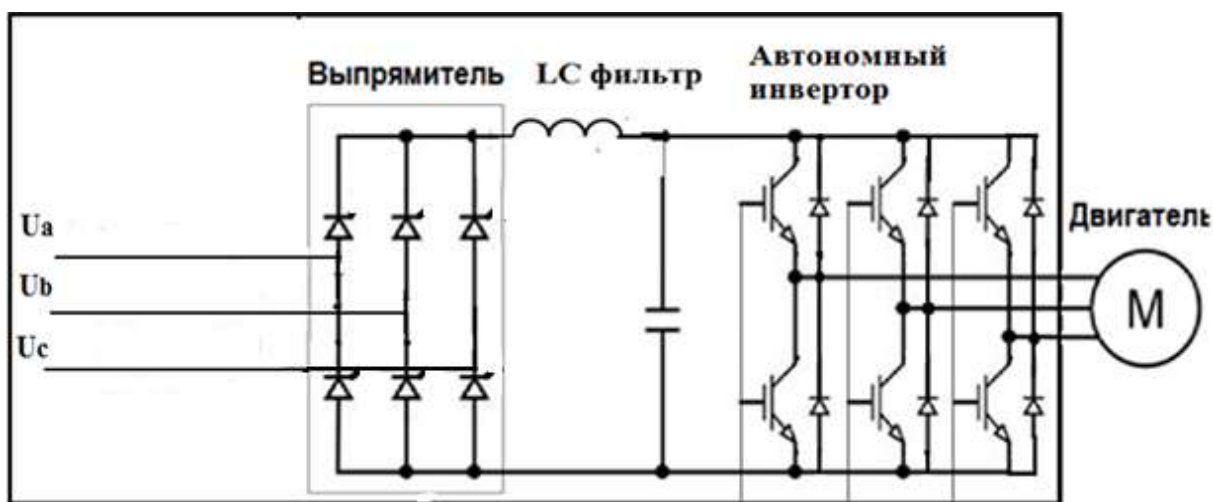 Выпрямитель
LC фильтр
Автономный
инвертор
Ua
Ub
Uc
Двигатель
M